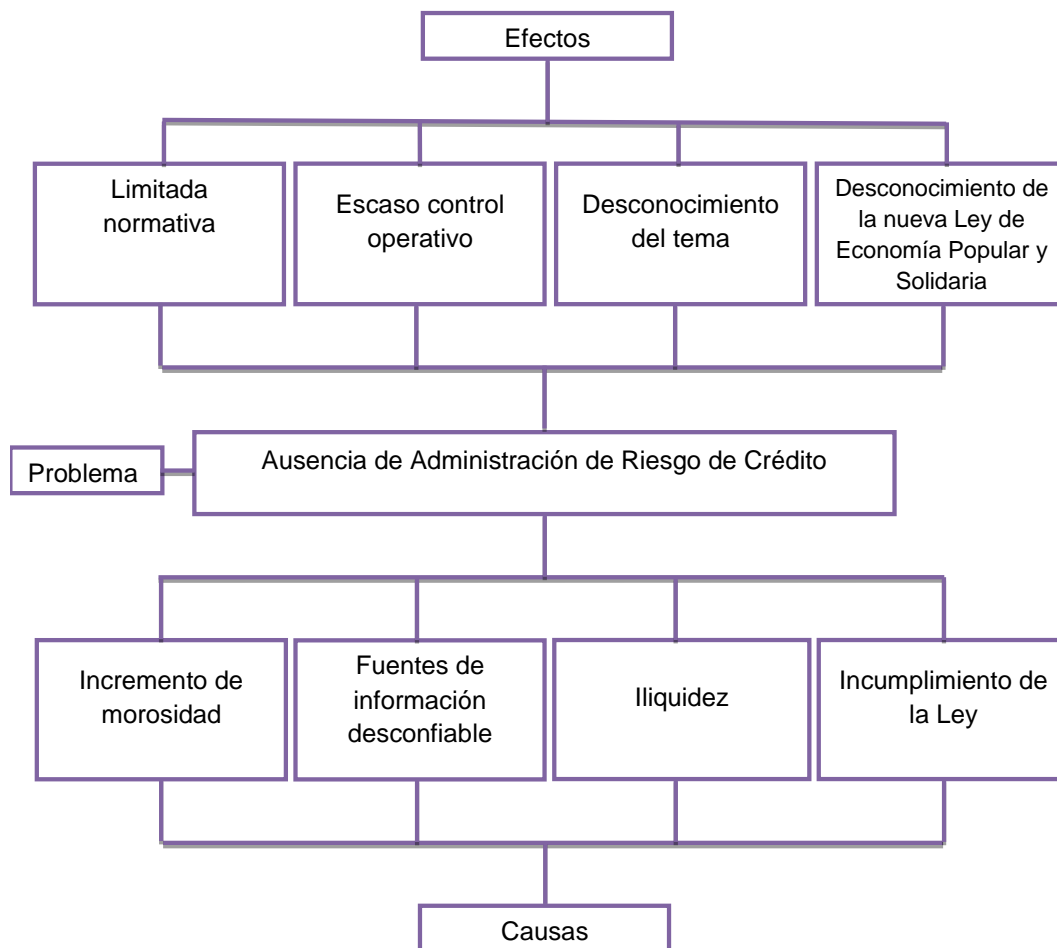 Efectos
Limitada
normativa
Escaso control
operativo
Desconocimiento
del tema
Desconocimiento de
la nueva Ley de
Economía Popular y
Solidaria
Problema
Ausencia de Administración de Riesgo de Crédito
Incremento de
morosidad
Fuentes de
información
desconfiable
Iliquidez
Incumplimiento de
la Ley
Causas